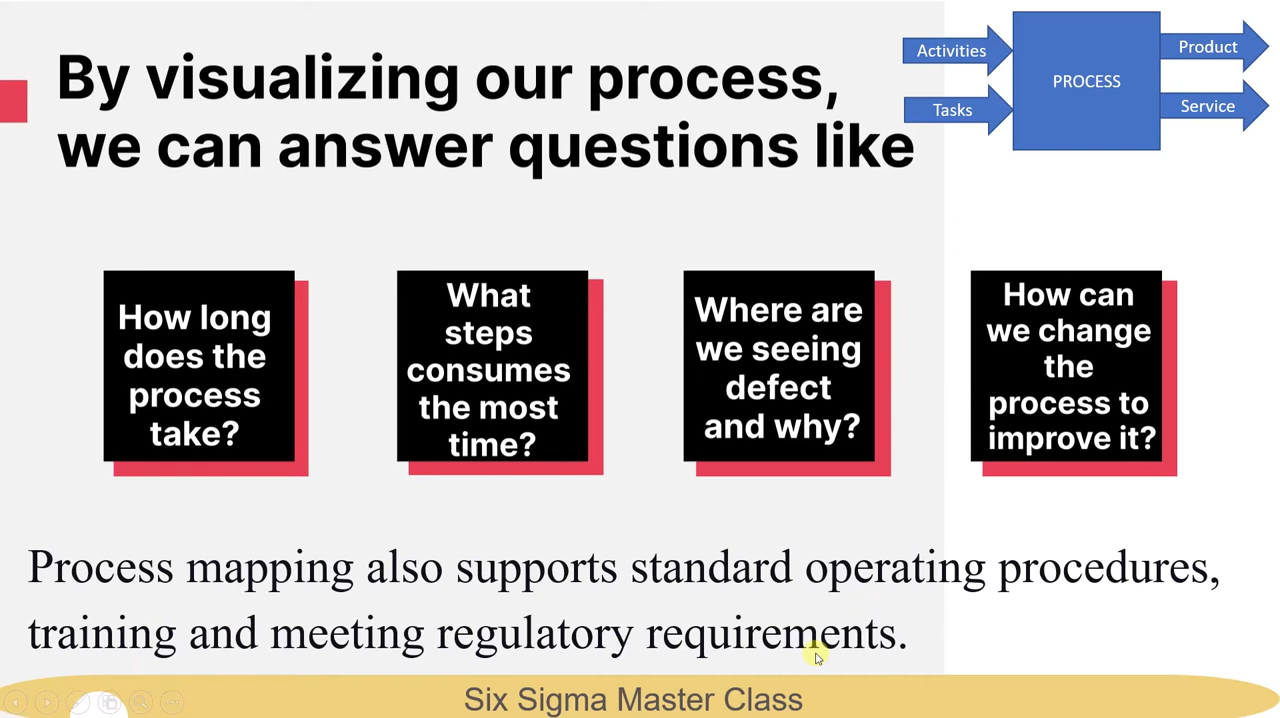 By visualizing our process,
we can answer questions like
Activities
Tasks
PROCESS
Product
Service
How long
does the
process
take?
What
steps
consumes
the most
time?
Where are
we seeing
defect
and why?
How can
we change
the
process to
improve it?
Process mapping also supports standard operating procedures,
training and meeting regulatory requirements.
Six Sigma Master Class